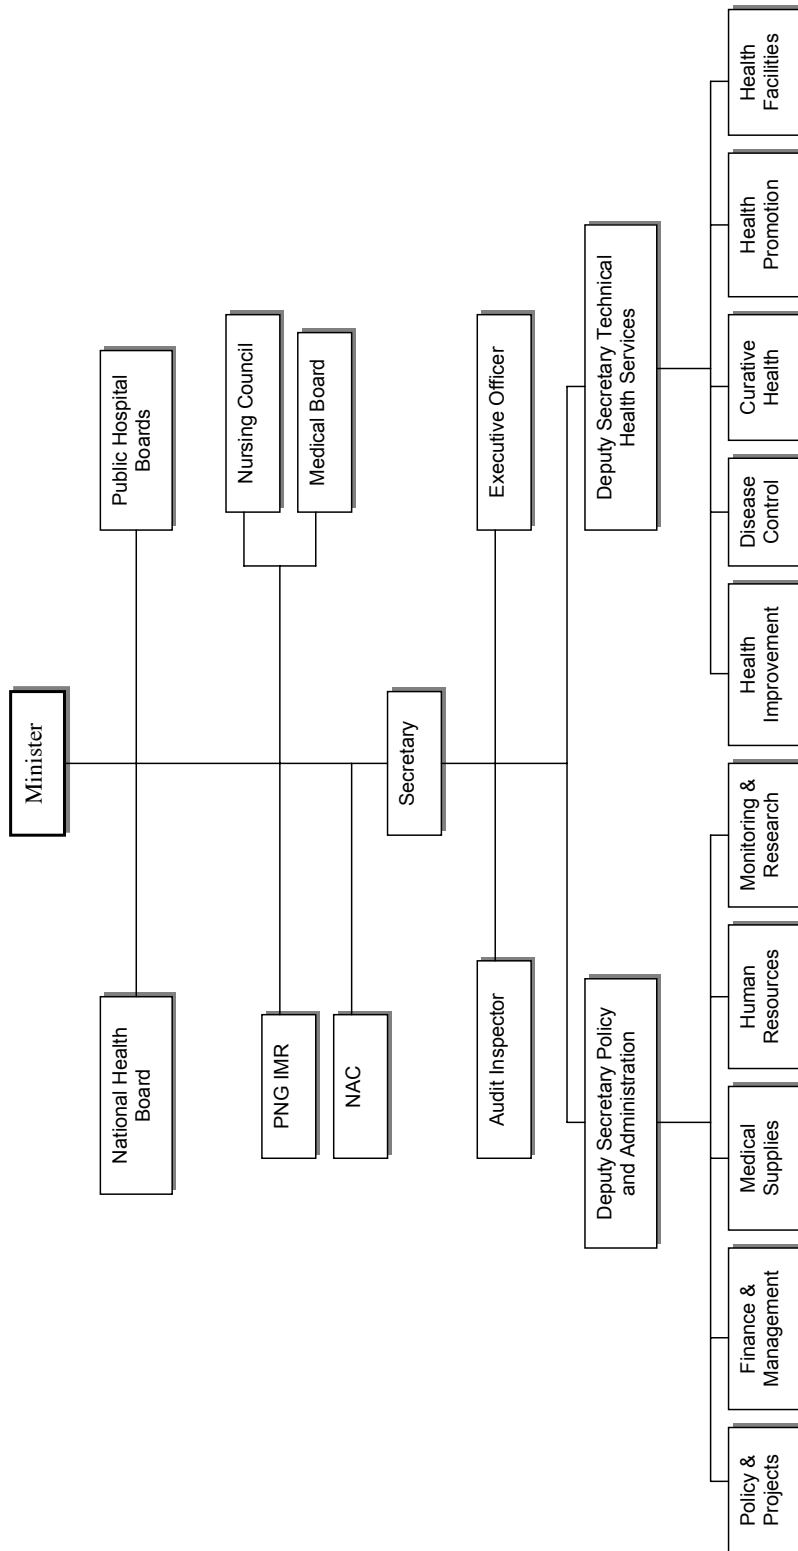 Minister
National Health
Board
Public Hospital
Boards
PNG IMR
NAC
Nursing Council
Medical Board
Secretary
Audit Inspector
Executive Officer
Deputy Secretary Policy
and Administration
Deputy Secretary Technical
Health Services
Policy &
Projects
Finance &
Management
Medical
Supplies
Human
Resources
Monitoring &
Research
Health
Improvement
Disease
Control
Curative
Health
Health
Promotion
Health
Facilities